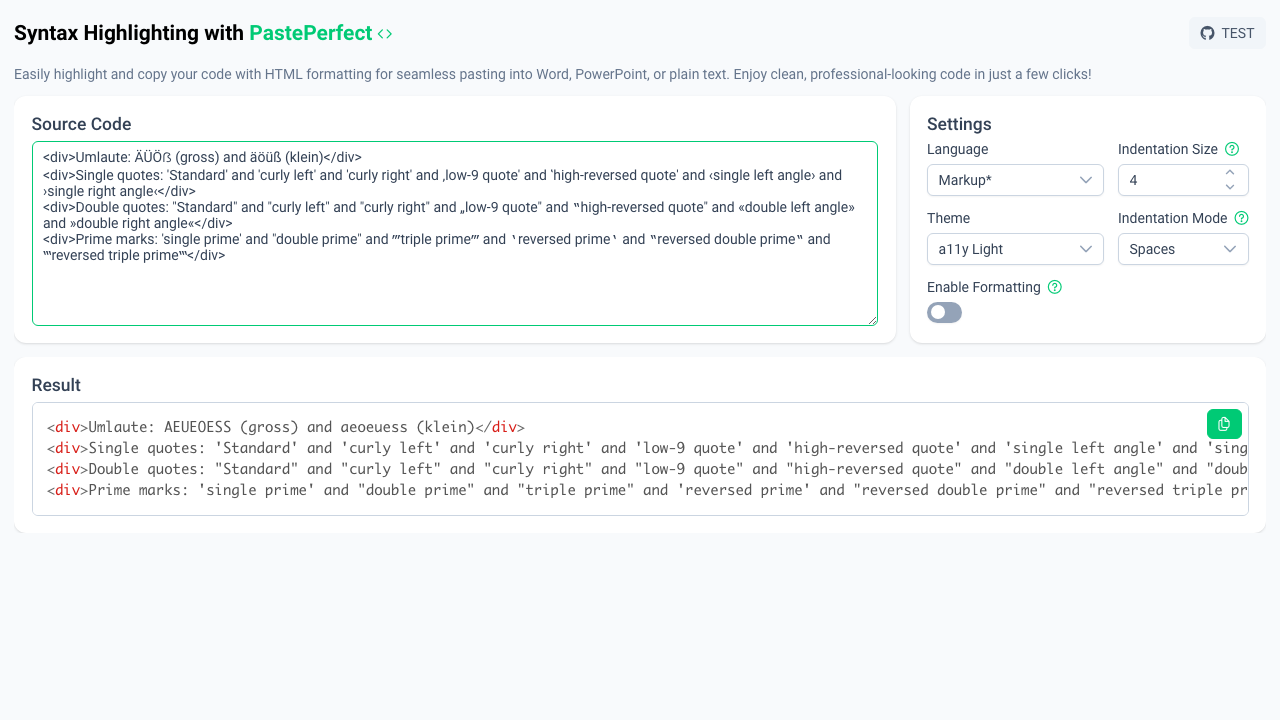 Syntax Highlighting with PastePerfect <>
TEST
Easily highlight and copy your code with HTML formatting for seamless pasting into Word, PowerPoint, or plain text. Enjoy clean, professional-looking code in just a few clicks!
Source Code
<div>Umlaute: ÄÜÖẞ (gross) and äöüß (klein)</div>
<div>Single quotes: 'Standard' and 'curly left' and 'curly right' and ‚low-9 quote' and ‛high-reversed quote' and ‹single left angle› and
›single right angle‹</div>
<div>Double quotes: "Standard" and "curly left" and "curly right" and „low-9 quote" and ‟high-reversed quote" and «double left angle»
and »double right angle«</div>
<div>Prime marks: 'single prime' and "double prime" and ‴triple prime‴ and ‵reversed prime‵ and ‶reversed double prime‶ and
‷reversed triple prime‷</div>
Settings
Language
Indentation Size
Markup*
4
Theme
Indentation Mode
a11y Light
Spaces
Enable Formatting
Result
<div>Umlaute: AEUEOESS (gross) and aeoeuess (klein)</div>
<div>Single quotes: 'Standard' and 'curly left' and 'curly right' and 'low-9 quote' and 'high-reversed quote' and 'single left angle' and 'sing
<div>Double quotes: "Standard" and "curly left" and "curly right" and "low-9 quote" and "high-reversed quote" and "double left angle" and "doub
<div>Prime marks: 'single prime' and "double prime" and "triple prime" and 'reversed prime' and "reversed double prime" and "reversed triple pr